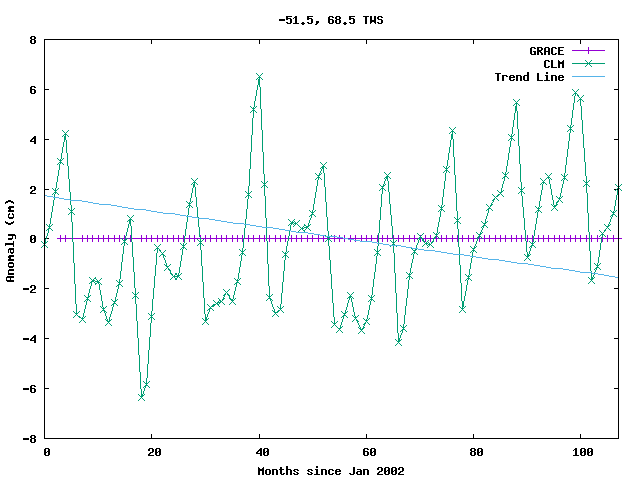 -51.5, 68.5 TWS
GRACE
CLM
Trend Line
8
6
4
2
0
-2
-4
-6
-8
Anomaly (cm)
0 20 40 60 80 100
Months since Jan 2002